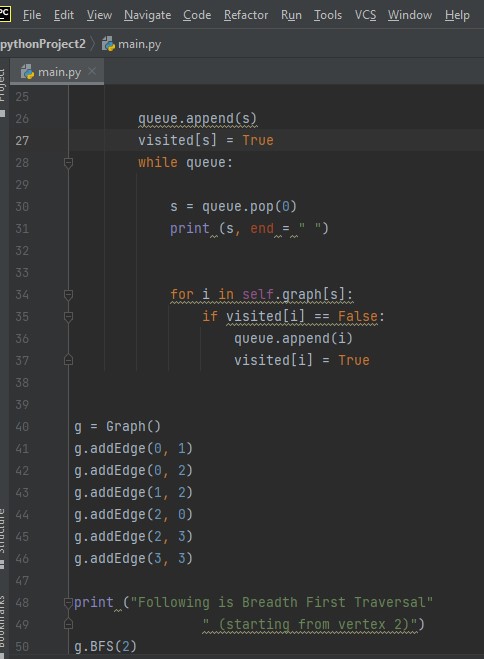 PC File Edit View Navigate Code Refactor Run Tools VCS Window Help
pythonProject2 main.py
Project
main.py
25
26 queue.append(s)
27 visited[s] = True
28 while queue:
29
30 s = queue.pop(0)
31 print (s, end = " ")
32
33
34 for i in self.graph[s]:
35 if visited[i] == False:
36 queue.append(i)
37 visited[i] = True
38
39
40 g = Graph()
41 g.addEdge(0, 1)
42 g.addEdge(0, 2)
43 g.addEdge(1, 2)
44 g.addEdge(2, 0)
45 g.addEdge(2, 3)
46 g.addEdge(3, 3)
47
48 print ("Following is Breadth First Traversal"
49 " (starting from vertex 2)")
50 g.BFS(2)
Structure
Bookmarks